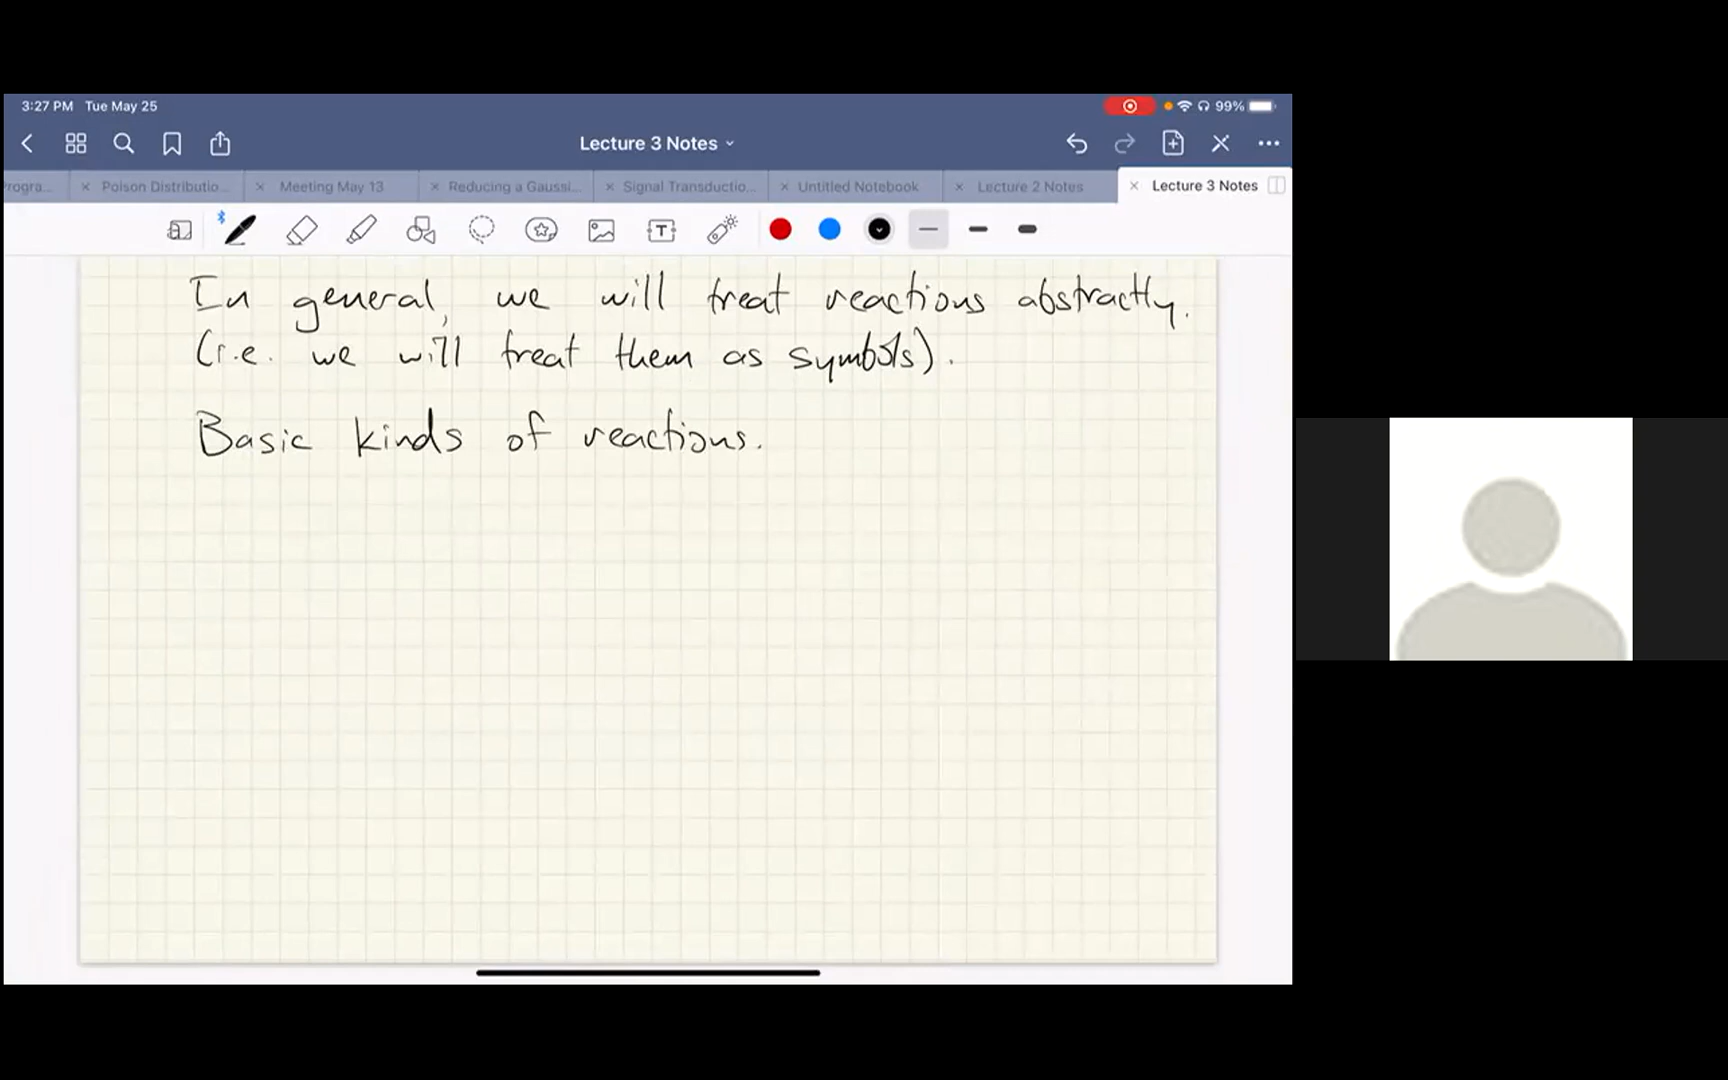 3:27 PM Tue May 25
99%
Lecture 3 Notes
Progra...
Poison Distributio...
Meeting May 13
Reducing a Gaussi...
Signal Transductio...
Untitled Notebook
Lecture 2 Notes
Lecture 3 Notes
T
In general, we will treat reactions abstractly.
(i.e. we will treat them as symbols).
Basic kinds of reactions.